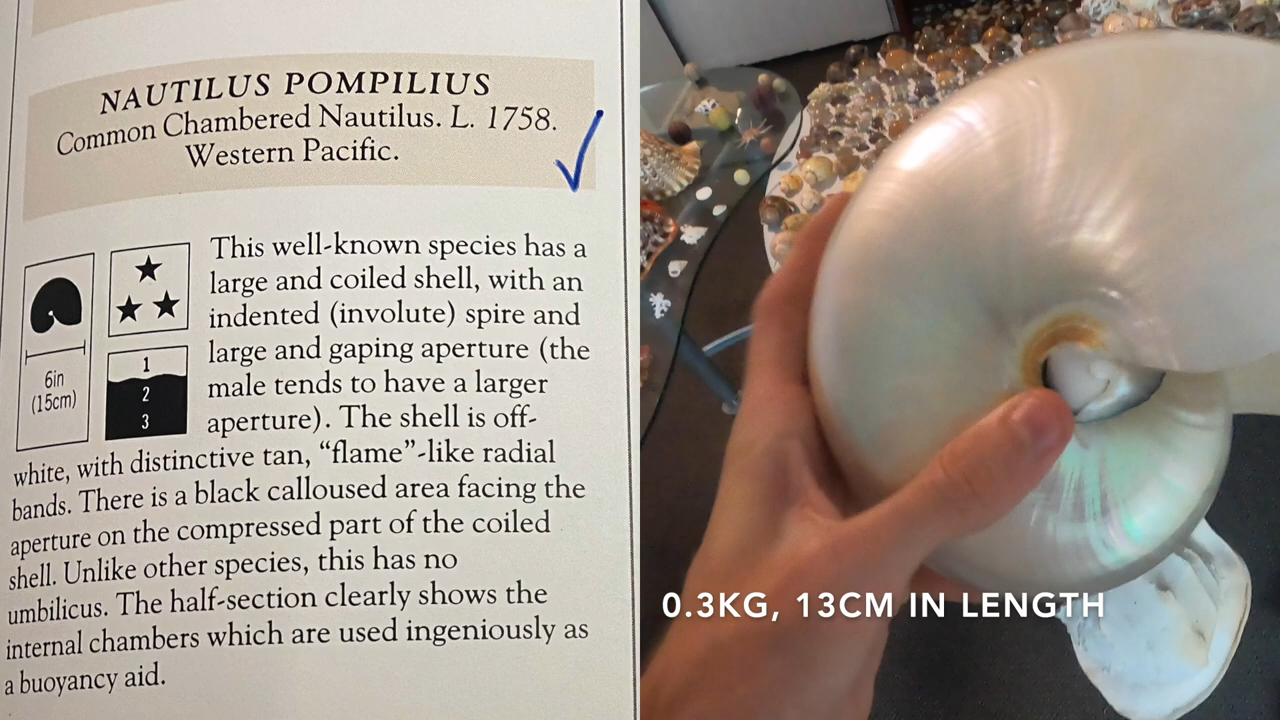 NAUTILUS POMPILIUS
Common Chambered Nautilus. L. 1758.
Western Pacific.
This well-known species has a
large and coiled shell, with an
indented (involute) spire and
large and gaping aperture (the
male tends to have a larger
aperture). The shell is off-
white, with distinctive tan, “flame”-like radial
bands. There is a black calloused area facing the
aperture on the compressed part of the coiled
shell. Unlike other species, this has no
umbilicus. The half-section clearly shows the
internal chambers which are used ingeniously as
a buoyancy aid.
6in
(15cm)
1
2
3
0.3KG, 13CM IN LENGTH